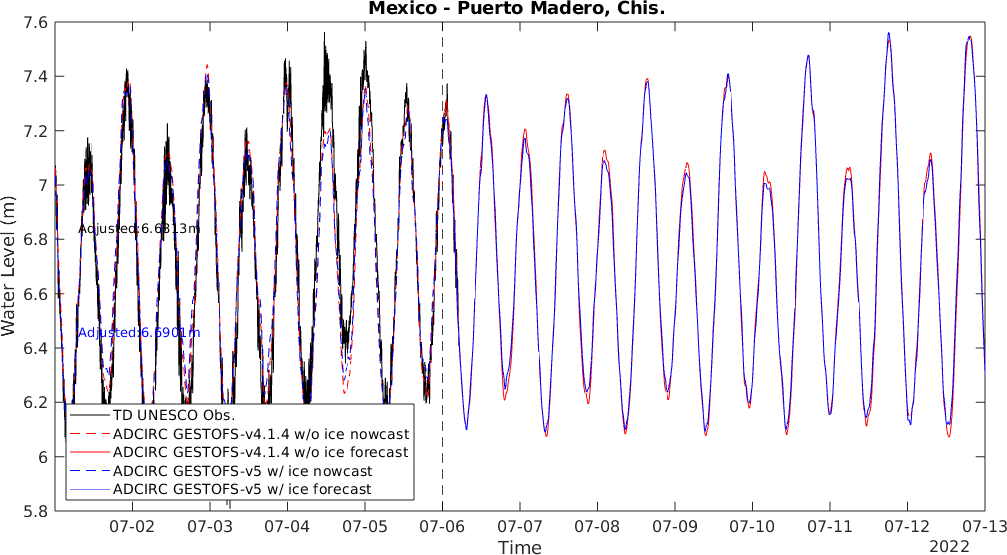 Mexico - Puerto Madero, Chis.
7.6
7.4
7.2
7
6.8
6.6
6.4
6.2
6
5.8
Water Level (m)
Adjusted:6.6313m
Adjusted:6.6901m
TD UNESCO Obs.
ADCIRC GESTOFS-v4.1.4 w/o ice nowcast
ADCIRC GESTOFS-v4.1.4 w/o ice forecast
ADCIRC GESTOFS-v5 w/ ice nowcast
ADCIRC GESTOFS-v5 w/ ice forecast
07-02 07-03 07-04 07-05 07-06 07-07 07-08 07-09 07-10 07-11 07-12 07-13
Time
2022